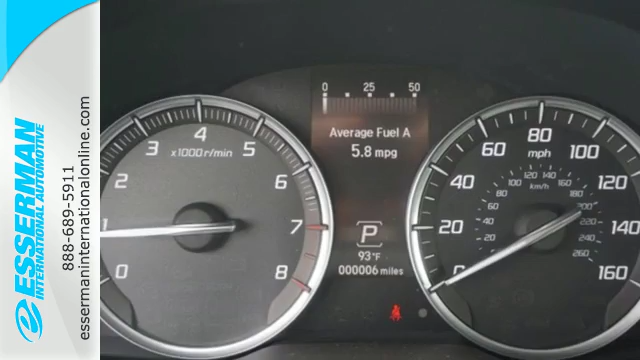 ESSERMAN
INTERNATIONAL AUTOMOTIVE
888-689-5911
essermaninternationalonline.com
0 25 50
Average Fuel A
5.8 mpg
P
93°F
000006 miles
x1000 r/min
0
1
2
3
4
5
6
7
8
mph
0
20
40
60
80
100
120
140
160
km/h
20
40
60
80
100
120
140
160
180
200
220
240
260